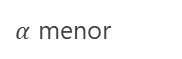 α menor